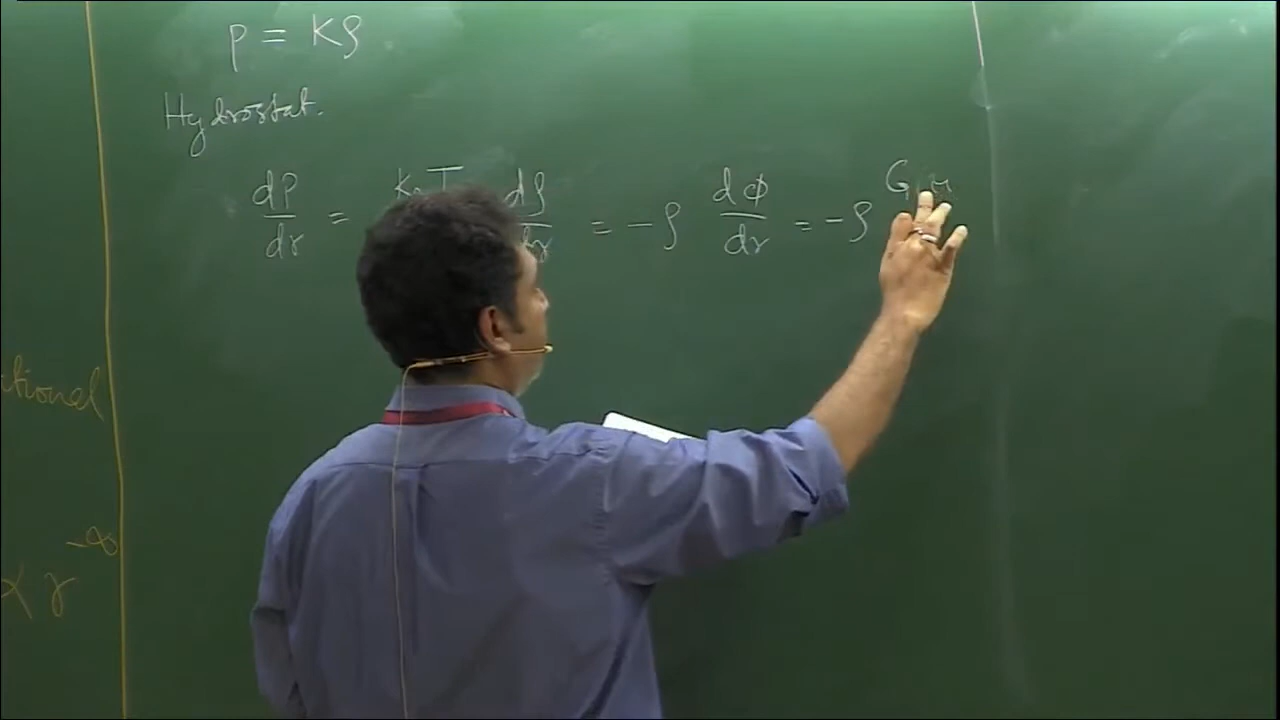 p = Kρ
Hydrostat.
dP/dr = k T dρ/dr = -ρ dφ/dr = -ρ G
ational
α r^-∞